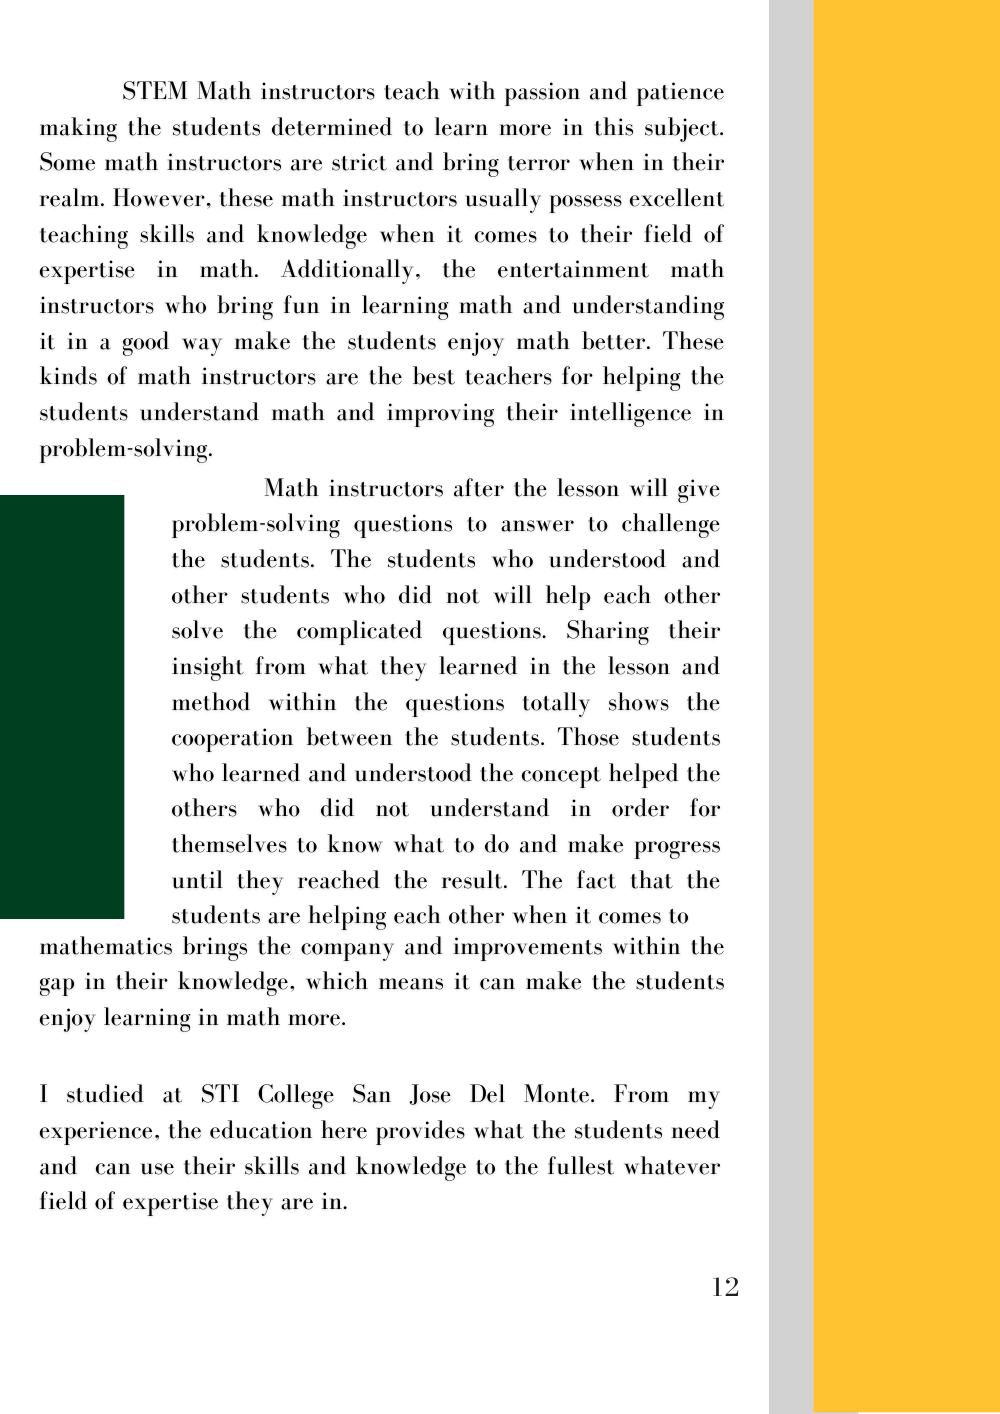 STEM Math instructors teach with passion and patience
making the students determined to learn more in this subject.
Some math instructors are strict and bring terror when in their
realm. However, these math instructors usually possess excellent
teaching skills and knowledge when it comes to their field of
expertise in math. Additionally, the entertainment math
instructors who bring fun in learning math and understanding
it in a good way make the students enjoy math better. These
kinds of math instructors are the best teachers for helping the
students understand math and improving their intelligence in
problem-solving.
Math instructors after the lesson will give
problem-solving questions to answer to challenge
the students. The students who understood and
other students who did not will help each other
solve the complicated questions. Sharing their
insight from what they learned in the lesson and
method within the questions totally shows the
cooperation between the students. Those students
who learned and understood the concept helped the
others who did not understand in order for
themselves to know what to do and make progress
until they reached the result. The fact that the
students are helping each other when it comes to
mathematics brings the company and improvements within the
gap in their knowledge, which means it can make the students
enjoy learning in math more.
I studied at STI College San Jose Del Monte. From my
experience, the education here provides what the students need
and can use their skills and knowledge to the fullest whatever
field of expertise they are in.
12